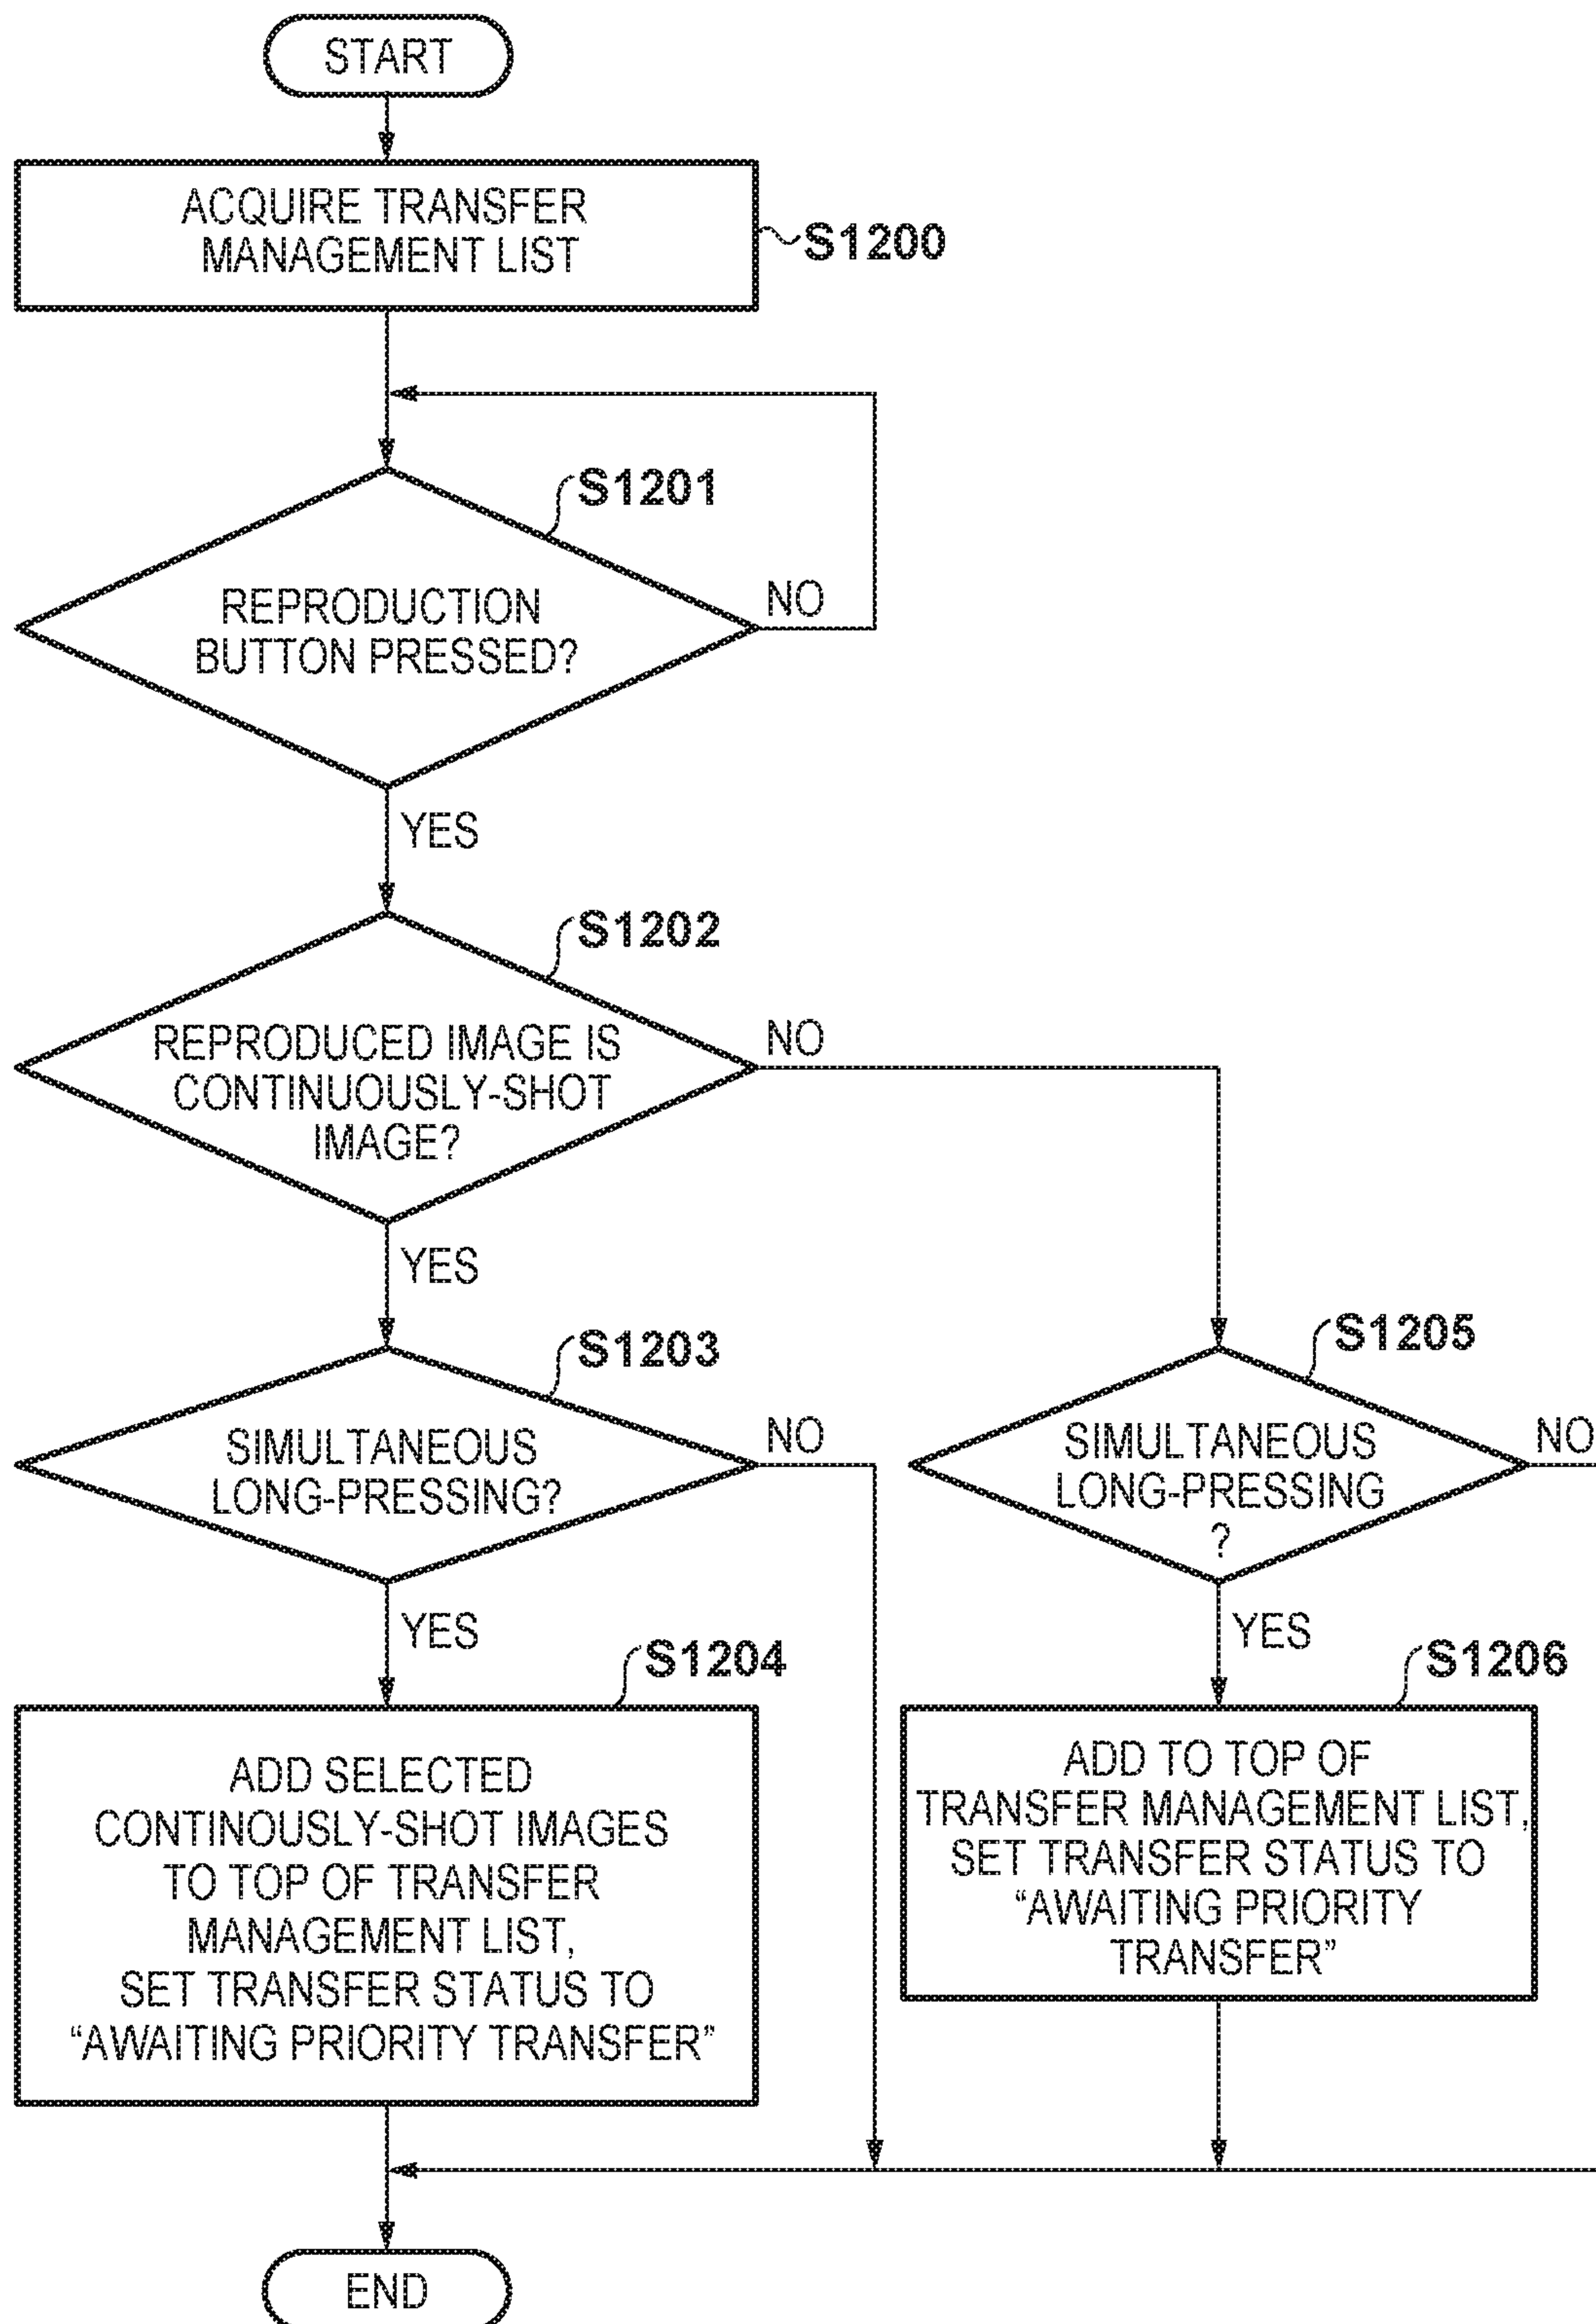 START
ACQUIRE TRANSFER
MANAGEMENT LIST
S1200
S1201
REPRODUCTION
BUTTON PRESSED?
NO
YES
S1202
REPRODUCED IMAGE IS
CONTINUOUSLY-SHOT
IMAGE?
NO
YES
S1203
SIMULTANEOUS
LONG-PRESSING?
NO
YES
S1205
SIMULTANEOUS
LONG-PRESSING
?
NO
YES
S1204
ADD SELECTED
CONTINOUSLY-SHOT IMAGES
TO TOP OF TRANSFER
MANAGEMENT LIST,
SET TRANSFER STATUS TO
“AWAITING PRIORITY TRANSFER”
S1206
ADD TO TOP OF
TRANSFER MANAGEMENT LIST,
SET TRANSFER STATUS TO
“AWAITING PRIORITY
TRANSFER”
END